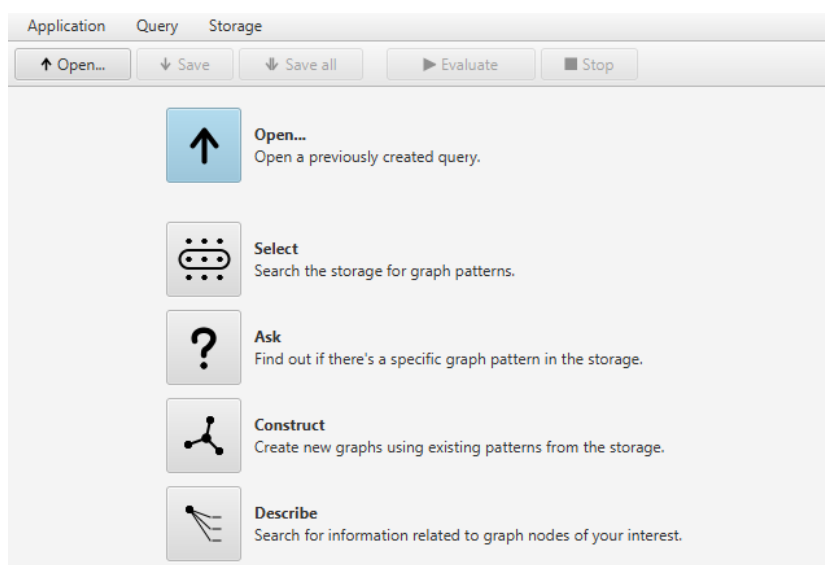 Application Query Storage
Open... Save Save all Evaluate Stop
Open...
Open a previously created query.
Select
Search the storage for graph patterns.
Ask
Find out if there's a specific graph pattern in the storage.
Construct
Create new graphs using existing patterns from the storage.
Describe
Search for information related to graph nodes of your interest.